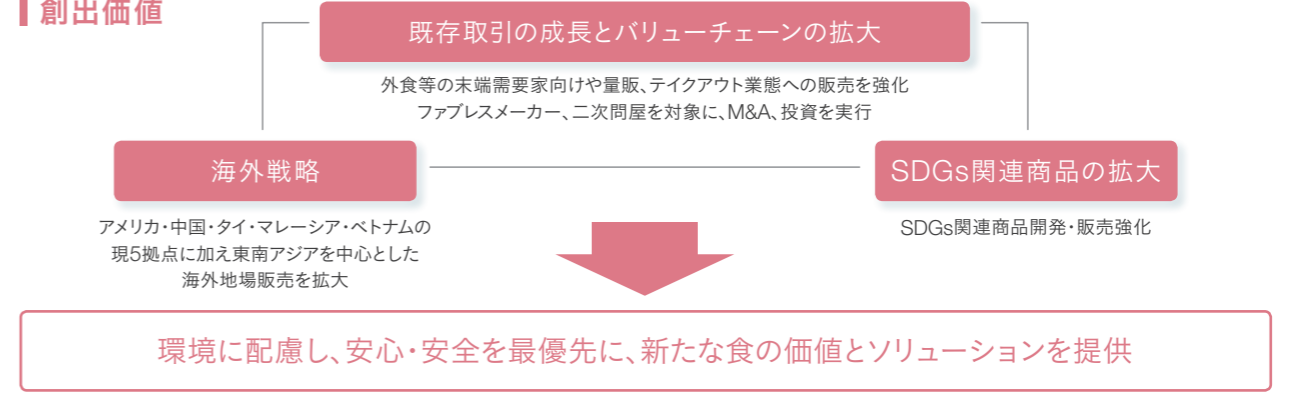 創出価値
既存取引の成長とバリューチェーンの拡大
外食等の末端需要家向けや量販、テイクアウト業態への販売を強化
ファブレスメーカー、二次問屋を対象に、M&A、投資を実行
海外戦略
アメリカ・中国・タイ・マレーシア・ベトナムの
現5拠点に加え東南アジアを中心とした
海外地場販売を拡大
SDGs関連商品の拡大
SDGs関連商品開発・販売強化
環境に配慮し、安心・安全を最優先に、新たな食の価値とソリューションを提供